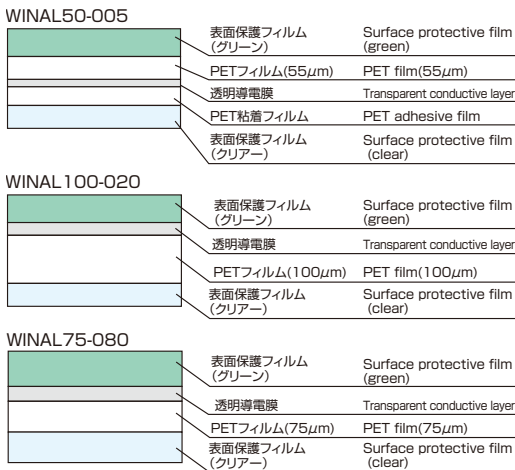 WINAL50-005
表面保護フィルム Surface protective film
(グリーン) (green)
PETフィルム(55μm) PET film(55μm)
透明導電膜 Transparent conductive layer
PET粘着フィルム PET adhesive film
表面保護フィルム Surface protective film
(クリアー) (clear)
WINAL100-020
表面保護フィルム Surface protective film
(グリーン) (green)
透明導電膜 Transparent conductive layer
PETフィルム(100μm) PET film(100μm)
表面保護フィルム Surface protective film
(クリアー) (clear)
WINAL75-080
表面保護フィルム Surface protective film
(グリーン) (green)
透明導電膜 Transparent conductive layer
PETフィルム(75μm) PET film(75μm)
表面保護フィルム Surface protective film
(クリアー) (clear)